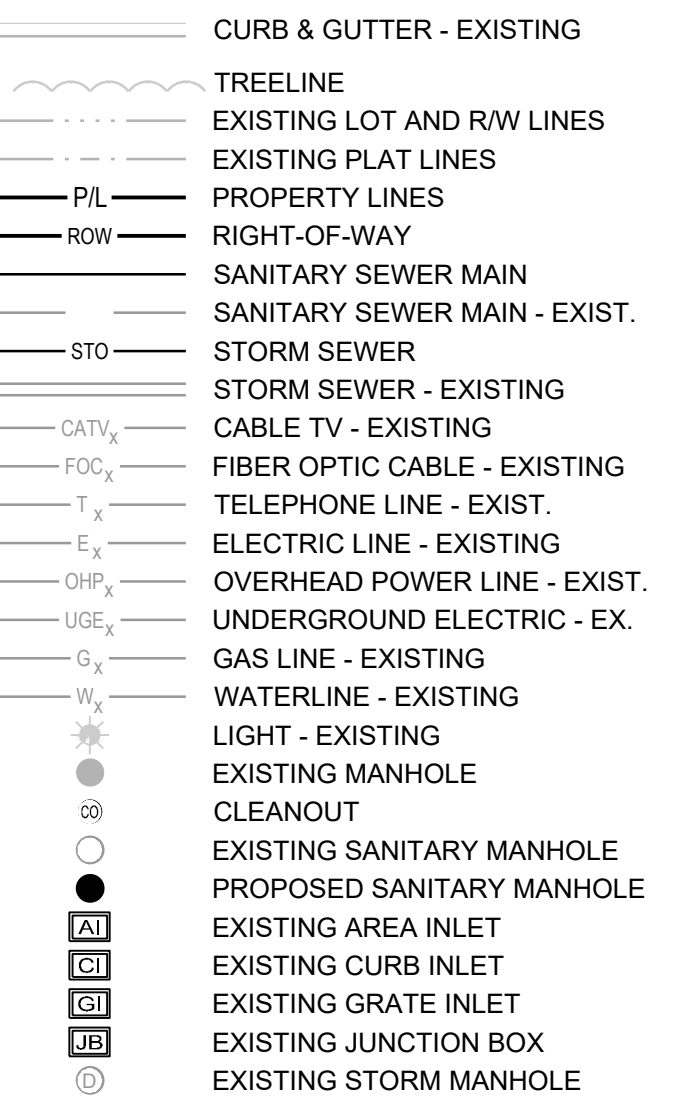 CURB & GUTTER - EXISTING
TREELINE
EXISTING LOT AND R/W LINES
EXISTING PLAT LINES
P/L PROPERTY LINES
ROW RIGHT-OF-WAY
SANITARY SEWER MAIN
SANITARY SEWER MAIN - EXIST.
STO STORM SEWER
STORM SEWER - EXISTING
CATVX CABLE TV - EXISTING
FOCX FIBER OPTIC CABLE - EXISTING
T X TELEPHONE LINE - EXIST.
E X ELECTRIC LINE - EXISTING
OHPX OVERHEAD POWER LINE - EXIST.
UGEX UNDERGROUND ELECTRIC - EX.
G X GAS LINE - EXISTING
WX WATERLINE - EXISTING
LIGHT - EXISTING
EXISTING MANHOLE
CO CLEANOUT
EXISTING SANITARY MANHOLE
PROPOSED SANITARY MANHOLE
AI EXISTING AREA INLET
CI EXISTING CURB INLET
GI EXISTING GRATE INLET
JB EXISTING JUNCTION BOX
D EXISTING STORM MANHOLE